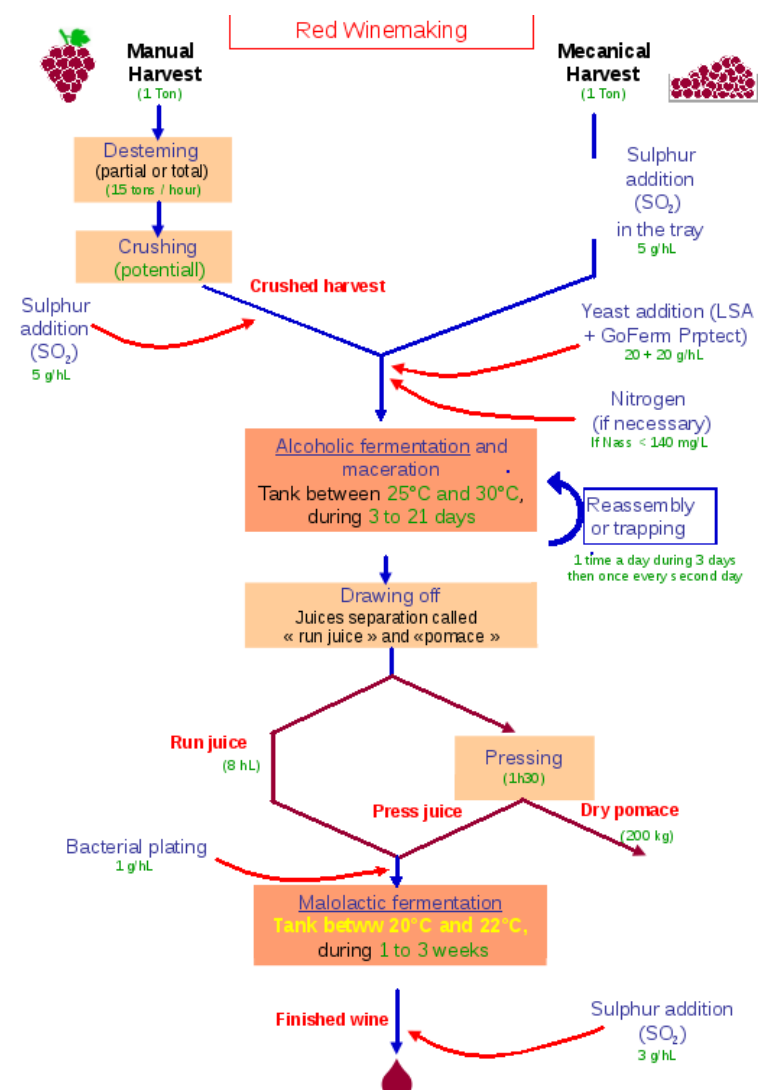 Red Winemaking
Manual
Harvest
(1 Ton)
Mecanical
Harvest
(1 Ton)
Desteming
(partial or total)
(15 tons / hour)
Sulphur
addition
(SO₂)
in the tray
5 g/hL
Crushing
(potentiall)
Crushed harvest
Sulphur
addition
(SO₂)
5 g/hL
Yeast addition (LSA
+ GoFerm Prptect)
20 + 20 g/hL
Nitrogen
(if necessary)
If Nass < 140 mg/L
Alcoholic fermentation and
maceration
Tank between 25°C and 30°C,
during 3 to 21 days
Reassembly
or trapping
1 time a day during 3 days
then once every second day
Drawing off
Juices separation called
« run juice » and «pomace »
Run juice
(8 hL)
Pressing
(1h30)
Press juice
Dry pomace
(200 kg)
Bacterial plating
1 g/hL
Malolactic fermentation
Tank betww 20°C and 22°C,
during 1 to 3 weeks
Finished wine
Sulphur addition
(SO₂)
3 g/hL